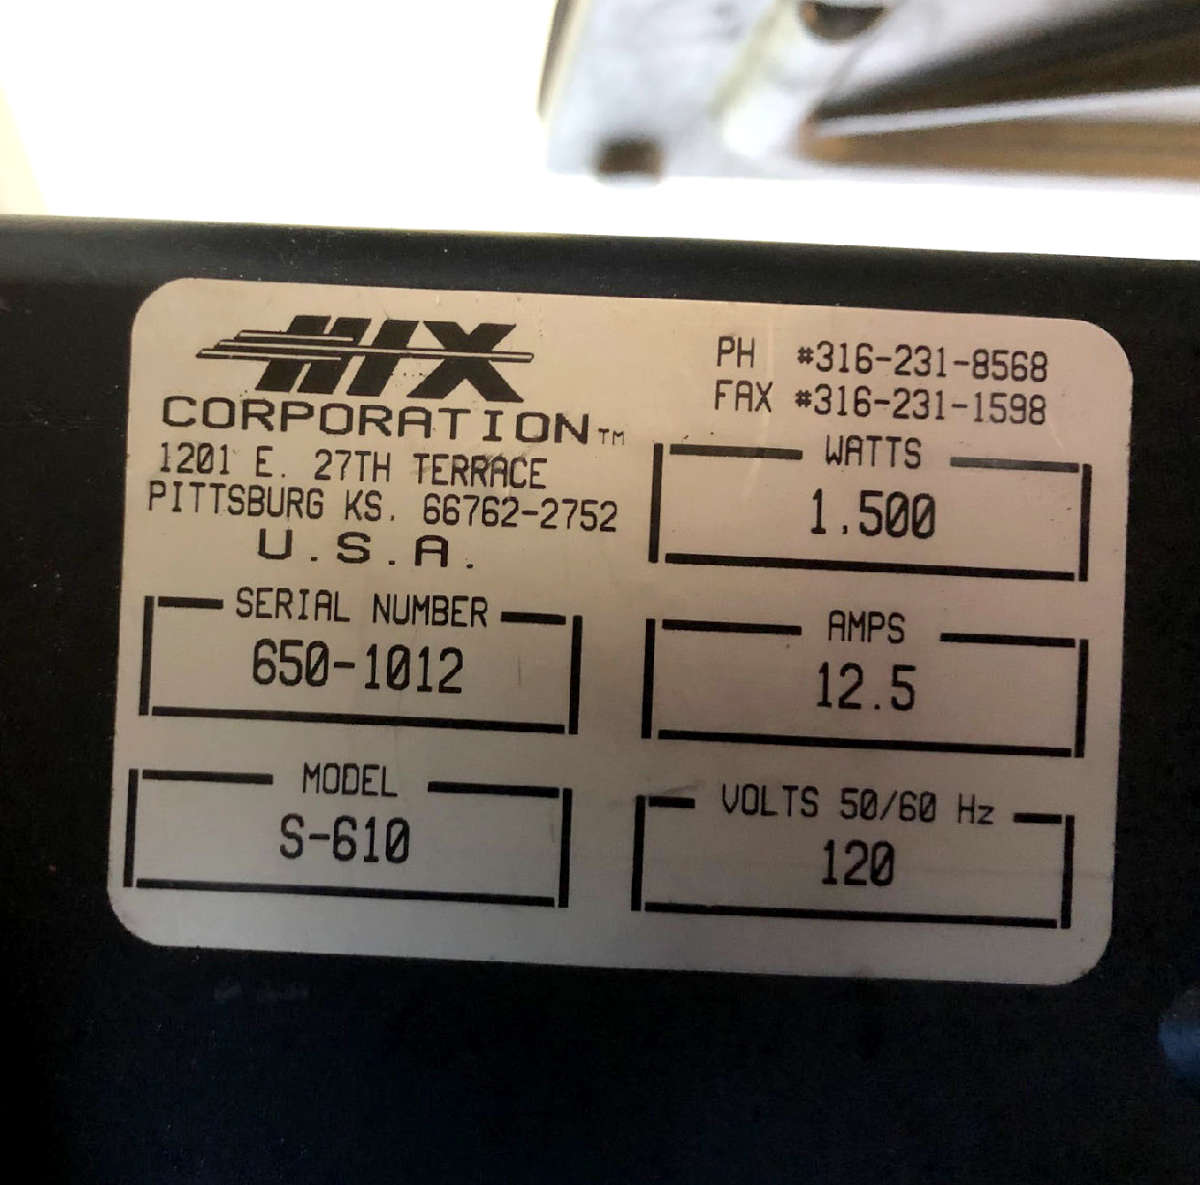 HIX
CORPORATION™
1201 E. 27TH TERRACE
PITTSBURG KS. 66762-2752
U.S.A.
PH #316-231-8568
FAX #316-231-1598
WATTS
1,500
SERIAL NUMBER
650-1012
AMPS
12.5
MODEL
S-610
VOLTS 50/60 Hz
120